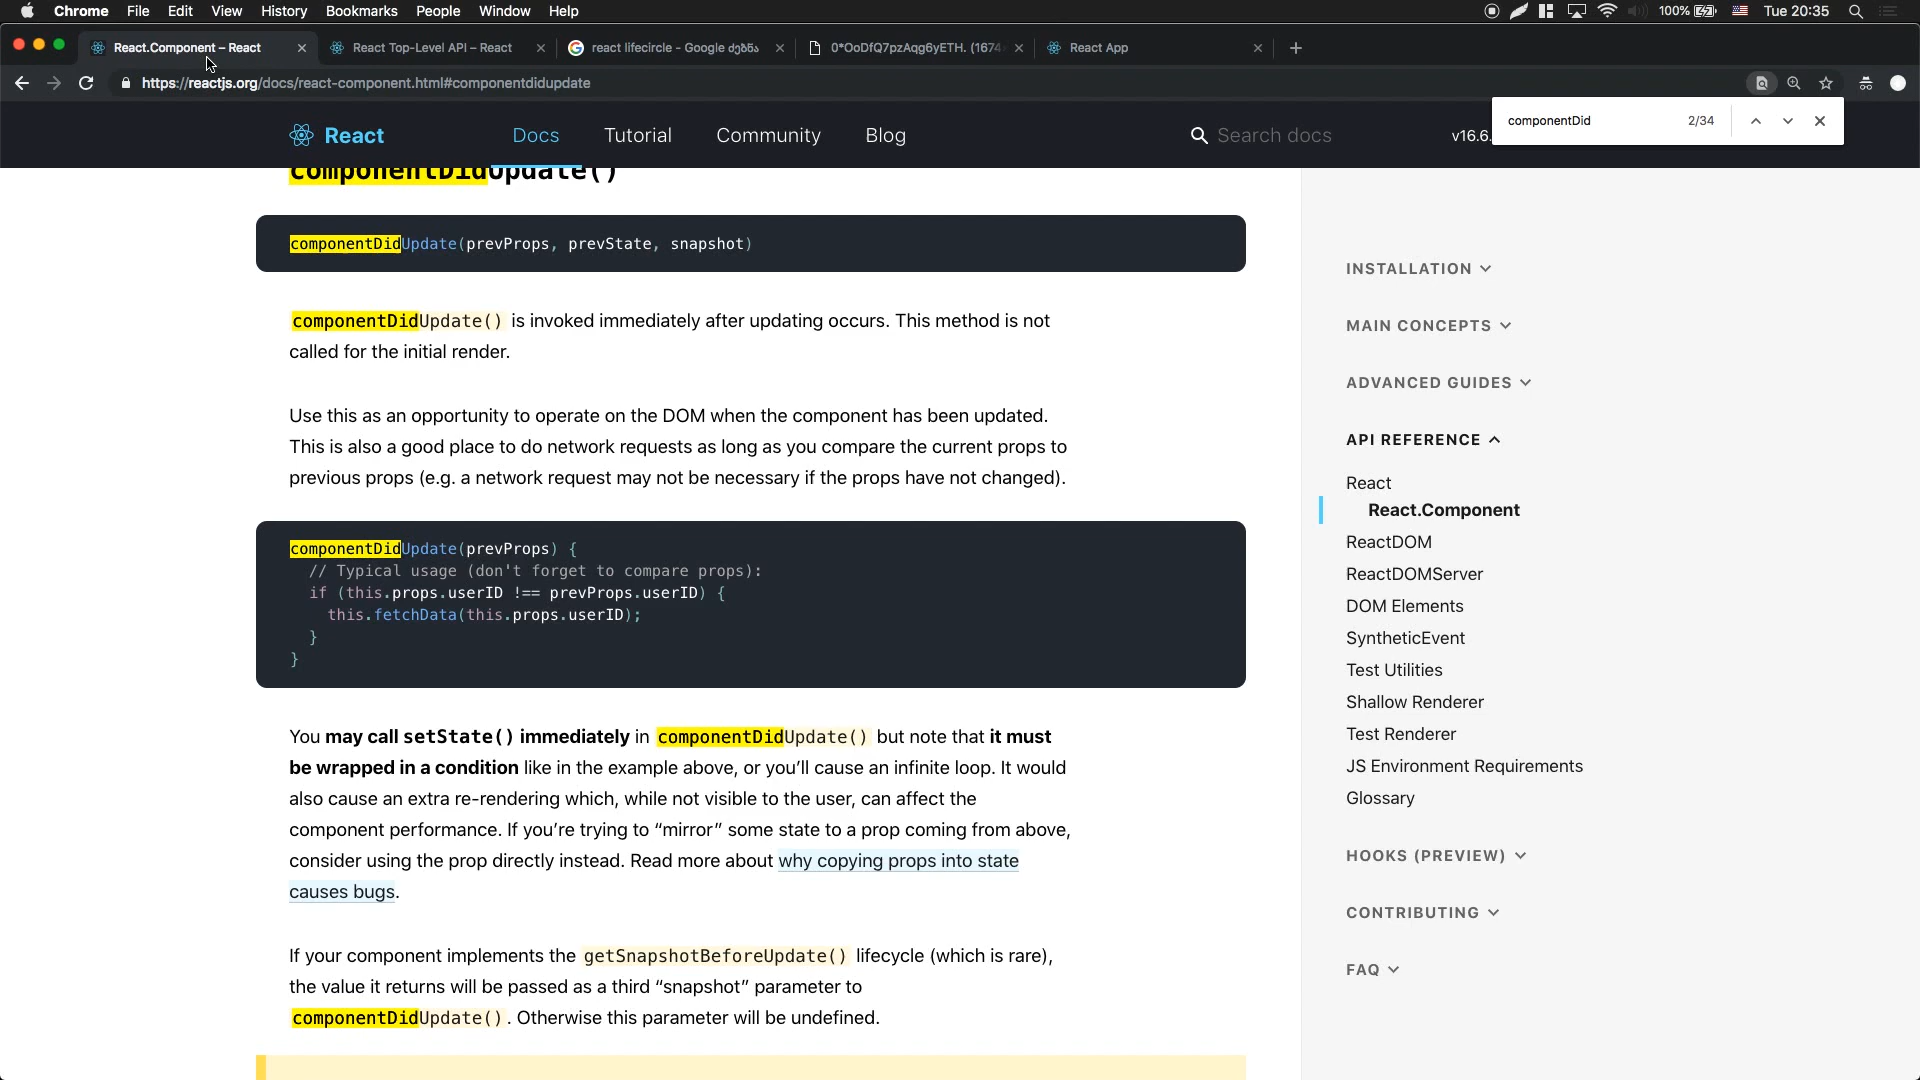 Chrome File Edit View History Bookmarks People Window Help 100% Tue 20:35
React.Component – React React Top-Level API – React react lifecircle - Google ძებნა 0*OoDfQ7pzAqg6yETH. (1674 React App
https://reactjs.org/docs/react-component.html#componentdidupdate
componentDid 2/34
React Docs Tutorial Community Blog Search docs v16.6.
componentDidUpdate()
componentDidUpdate(prevProps, prevState, snapshot)
componentDidUpdate() is invoked immediately after updating occurs. This method is not
called for the initial render.
Use this as an opportunity to operate on the DOM when the component has been updated.
This is also a good place to do network requests as long as you compare the current props to
previous props (e.g. a network request may not be necessary if the props have not changed).
componentDidUpdate(prevProps) {
// Typical usage (don't forget to compare props):
if (this.props.userID !== prevProps.userID) {
this.fetchData(this.props.userID);
}
}
You may call setState() immediately in componentDidUpdate() but note that it must
be wrapped in a condition like in the example above, or you’ll cause an infinite loop. It would
also cause an extra re-rendering which, while not visible to the user, can affect the
component performance. If you’re trying to “mirror” some state to a prop coming from above,
consider using the prop directly instead. Read more about why copying props into state
causes bugs.
If your component implements the getSnapshotBeforeUpdate() lifecycle (which is rare),
the value it returns will be passed as a third “snapshot” parameter to
componentDidUpdate(). Otherwise this parameter will be undefined.
INSTALLATION
MAIN CONCEPTS
ADVANCED GUIDES
API REFERENCE
React
React.Component
ReactDOM
ReactDOMServer
DOM Elements
SyntheticEvent
Test Utilities
Shallow Renderer
Test Renderer
JS Environment Requirements
Glossary
HOOKS (PREVIEW)
CONTRIBUTING
FAQ